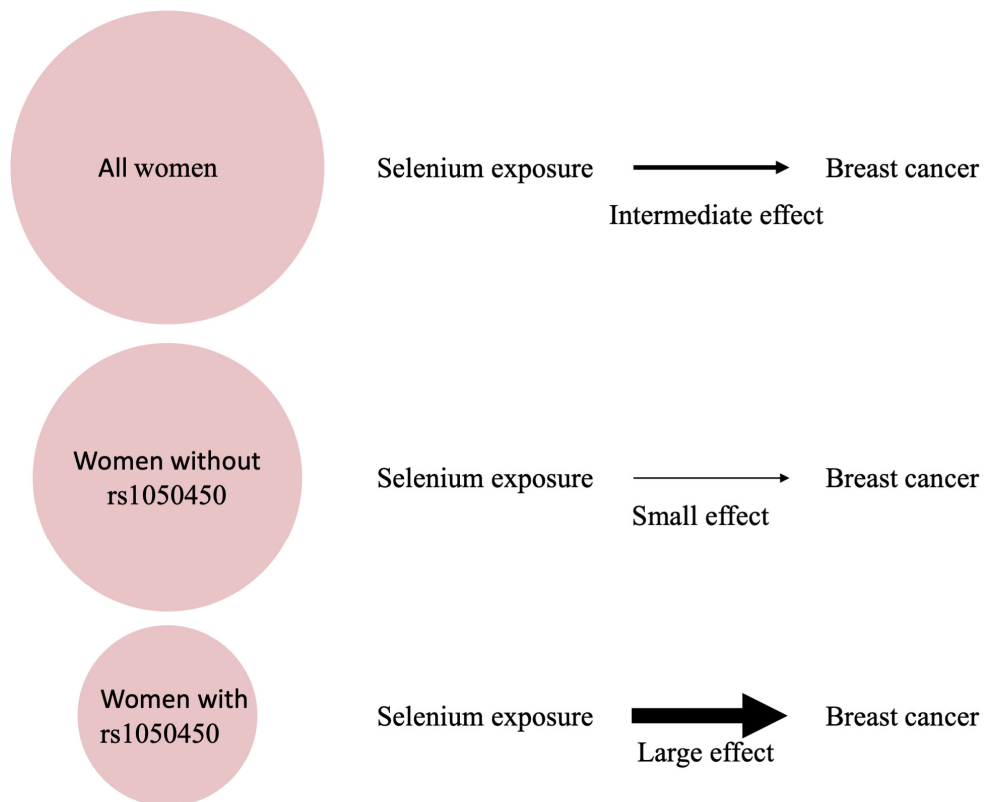 All women
Selenium exposure
Breast cancer
Intermediate effect
Women without
rs1050450
Selenium exposure
Breast cancer
Small effect
Women with
rs1050450
Selenium exposure
Breast cancer
Large effect